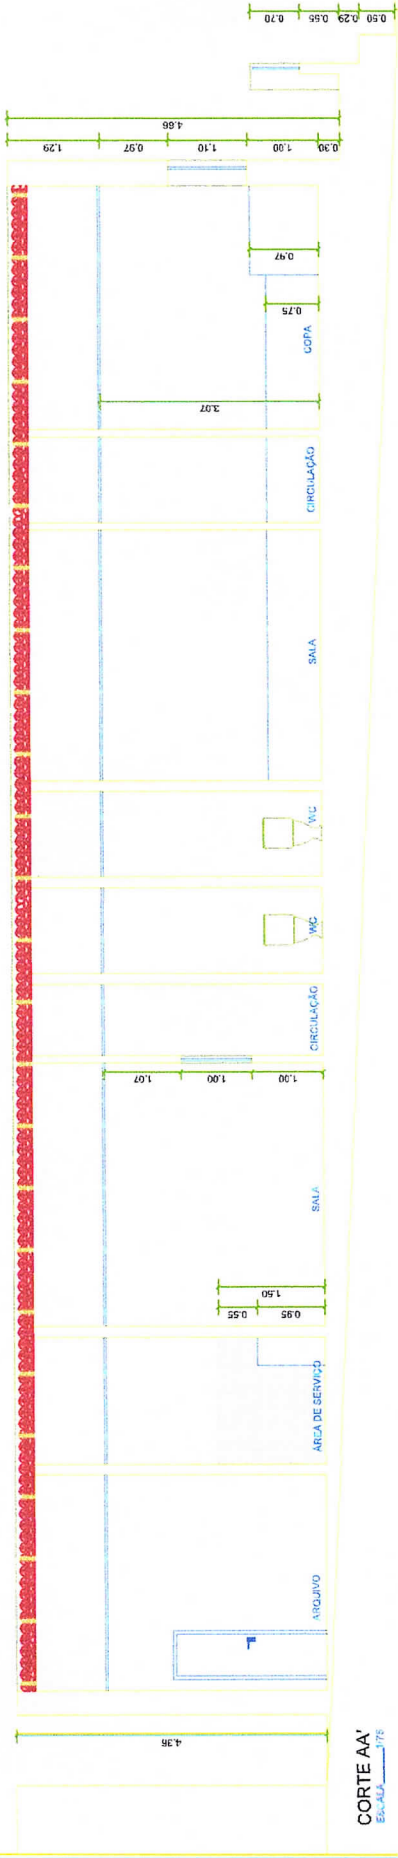 4.36
ARQUIVO
ÁREA DE SERVIÇO
0.55
0.95
1.50
SALA
1.07
1.00
1.00
CIRCULAÇÃO
WC
WC
SALA
CIRCULAÇÃO
3.07
COPA
0.75
0.97
1.29
0.97
1.10
1.00
0.30
4.66
0.70
0.55
0.29
0.50
CORTE AA'
ESCALA 1/75